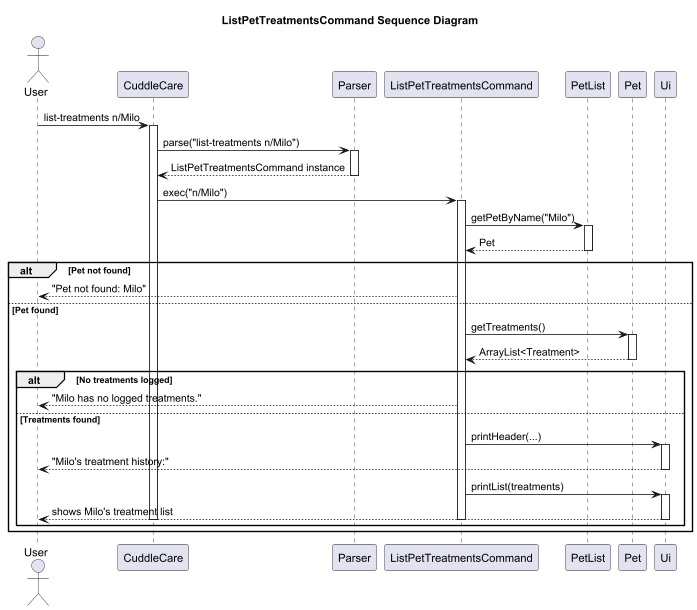 ListPetTreatmentsCommand Sequence Diagram
User
CuddleCare
Parser
ListPetTreatmentsCommand
PetList
Pet
Ui
list-treatments n/Milo
parse("list-treatments n/Milo")
ListPetTreatmentsCommand instance
exec("n/Milo")
getPetByName("Milo")
Pet
alt
[Pet not found]
"Pet not found: Milo"
[Pet found]
getTreatments()
ArrayList<Treatment>
alt
[No treatments logged]
"Milo has no logged treatments."
[Treatments found]
printHeader(...)
"Milo's treatment history:"
printList(treatments)
shows Milo's treatment list
User
CuddleCare
Parser
ListPetTreatmentsCommand
PetList
Pet
Ui